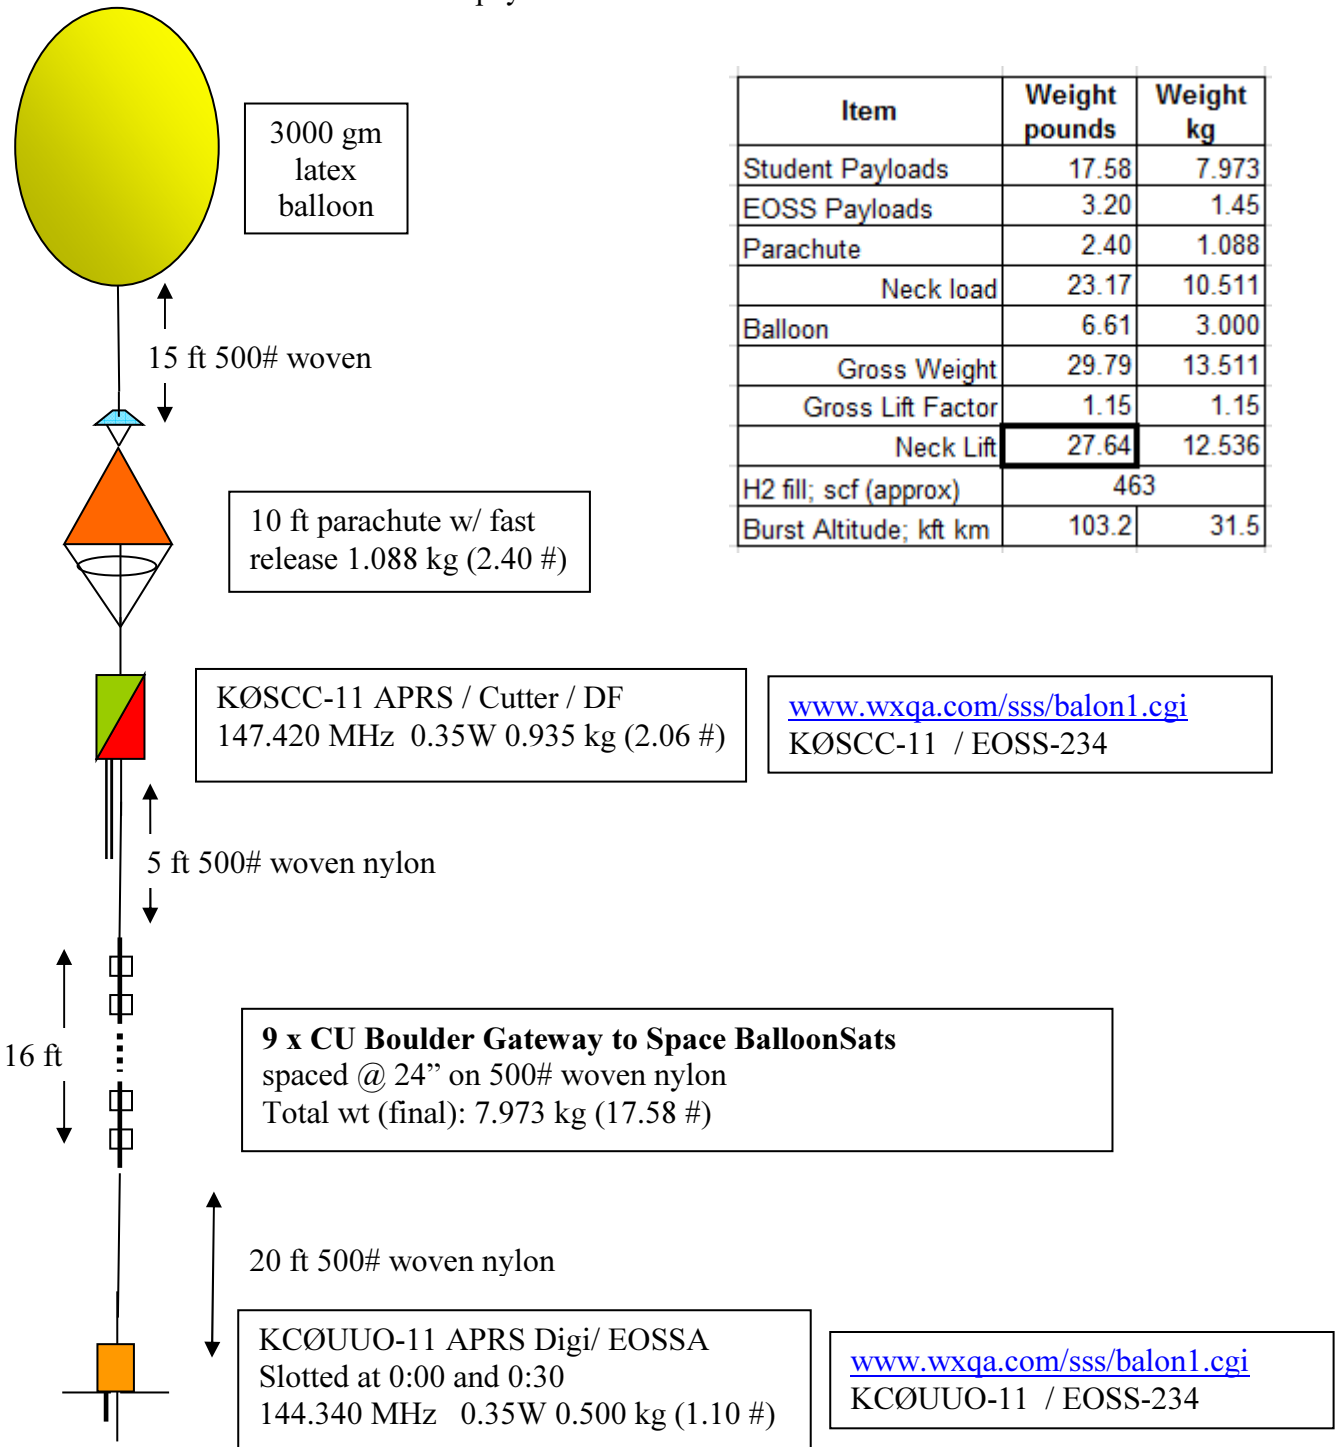 3000 gm
latex
balloon
Item Weight pounds Weight kg
Student Payloads 17.58 7.973
EOSS Payloads 3.20 1.45
Parachute 2.40 1.088
Neck load 23.17 10.511
Balloon 6.61 3.000
Gross Weight 29.79 13.511
Gross Lift Factor 1.15 1.15
Neck Lift 27.64 12.536
H2 fill; scf (approx) 463
Burst Altitude; kft km 103.2 31.5
15 ft 500# woven
10 ft parachute w/ fast
release 1.088 kg (2.40 #)
KØSCC-11 APRS / Cutter / DF
147.420 MHz 0.35W 0.935 kg (2.06 #)
www.wxqa.com/sss/balon1.cgi
KØSCC-11 / EOSS-234
5 ft 500# woven nylon
16 ft
9 x CU Boulder Gateway to Space BalloonSats
spaced @ 24” on 500# woven nylon
Total wt (final): 7.973 kg (17.58 #)
20 ft 500# woven nylon
KCØUUO-11 APRS Digi/ EOSSA
Slotted at 0:00 and 0:30
144.340 MHz 0.35W 0.500 kg (1.10 #)
www.wxqa.com/sss/balon1.cgi
KCØUUO-11 / EOSS-234